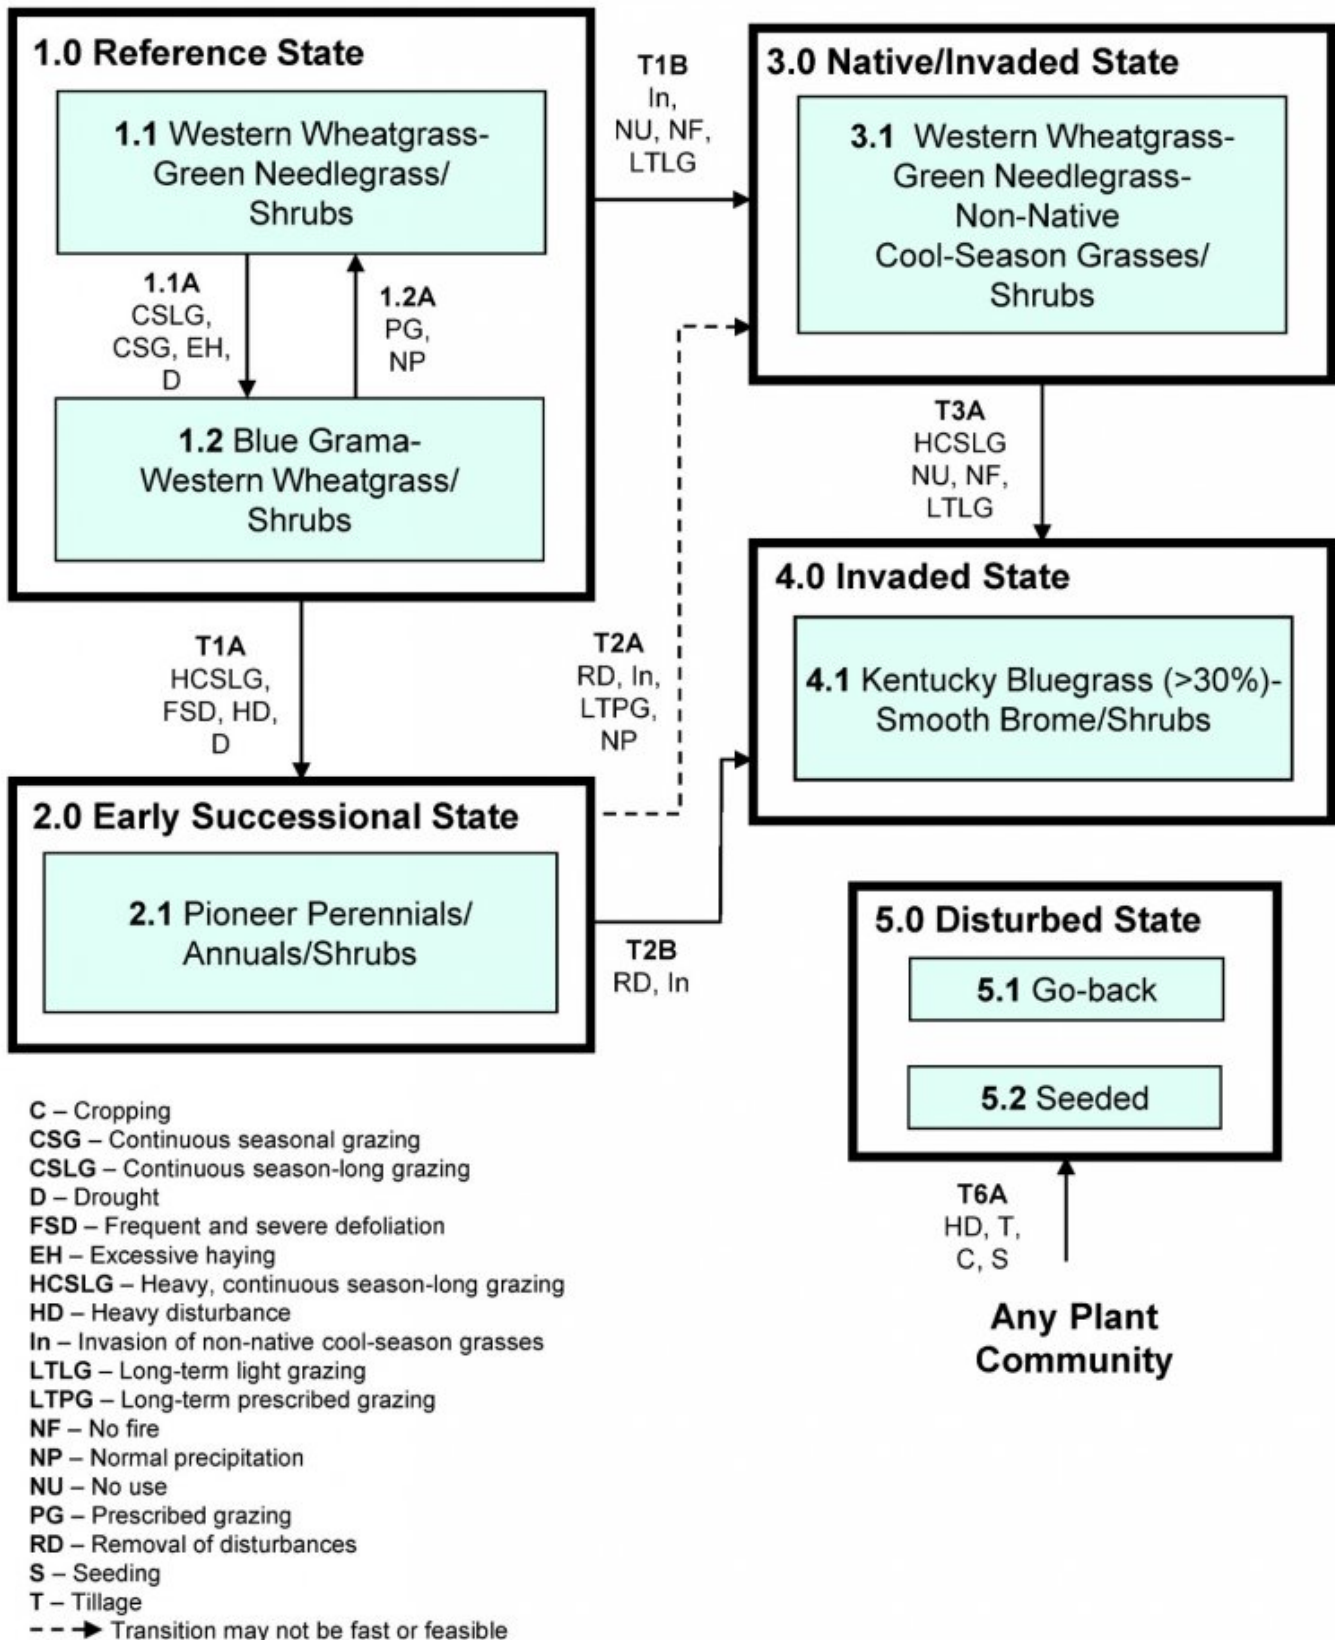 1.0 Reference State
1.1 Western Wheatgrass-
Green Needlegrass/
Shrubs
1.1A
CSLG,
CSG, EH,
D
1.2A
PG,
NP
1.2 Blue Grama-
Western Wheatgrass/
Shrubs
T1B
In,
NU, NF,
LTLG
3.0 Native/Invaded State
3.1 Western Wheatgrass-
Green Needlegrass-
Non-Native
Cool-Season Grasses/
Shrubs
T3A
HCSLG
NU, NF,
LTLG
T1A
HCSLG,
FSD, HD,
D
T2A
RD, In,
LTPG,
NP
4.0 Invaded State
4.1 Kentucky Bluegrass (>30%)-
Smooth Brome/Shrubs
2.0 Early Successional State
2.1 Pioneer Perennials/
Annuals/Shrubs
T2B
RD, In
5.0 Disturbed State
5.1 Go-back
5.2 Seeded
T6A
HD, T,
C, S
Any Plant
Community
C – Cropping
CSG – Continuous seasonal grazing
CSLG – Continuous season-long grazing
D – Drought
FSD – Frequent and severe defoliation
EH – Excessive haying
HCSLG – Heavy, continuous season-long grazing
HD – Heavy disturbance
In – Invasion of non-native cool-season grasses
LTLG – Long-term light grazing
LTPG – Long-term prescribed grazing
NF – No fire
NP – Normal precipitation
NU – No use
PG – Prescribed grazing
RD – Removal of disturbances
S – Seeding
T – Tillage
Transition may not be fast or feasible